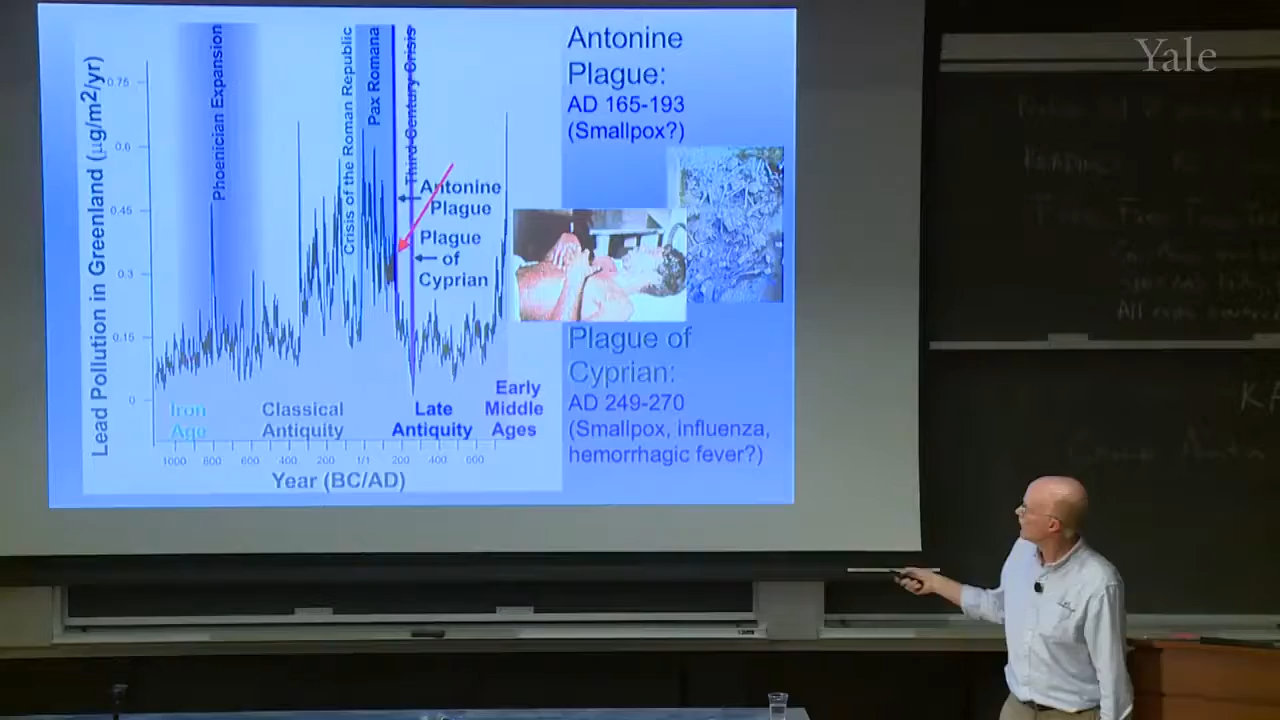 Lead Pollution in Greenland (µg/m2/yr)
0.75
0.6
0.45
0.3
0.15
0
Phoenician Expansion
Crisis of the Roman Republic
Pax Romana
Third Century Crisis
Antonine
Plague
Plague
of
Cyprian
Iron
Age
Classical
Antiquity
Late
Antiquity
Early
Middle
Ages
1000 800 600 400 200 1/1 200 400 600
Year (BC/AD)
Antonine
Plague:
AD 165-193
(Smallpox?)
Plague of
Cyprian:
AD 249-270
(Smallpox, influenza,
hemorrhagic fever?)
Yale